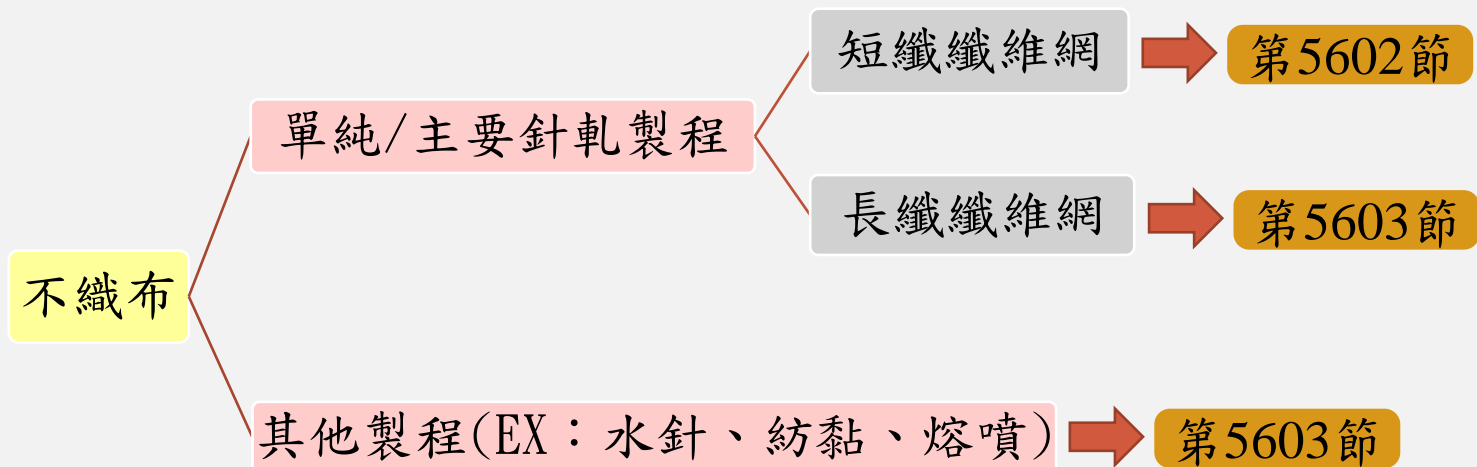 短纖纖維網
第5602節
單純/主要針軋製程
長纖纖維網
第5603節
不織布
其他製程(EX：水針、紡黏、熔噴)
第5603節